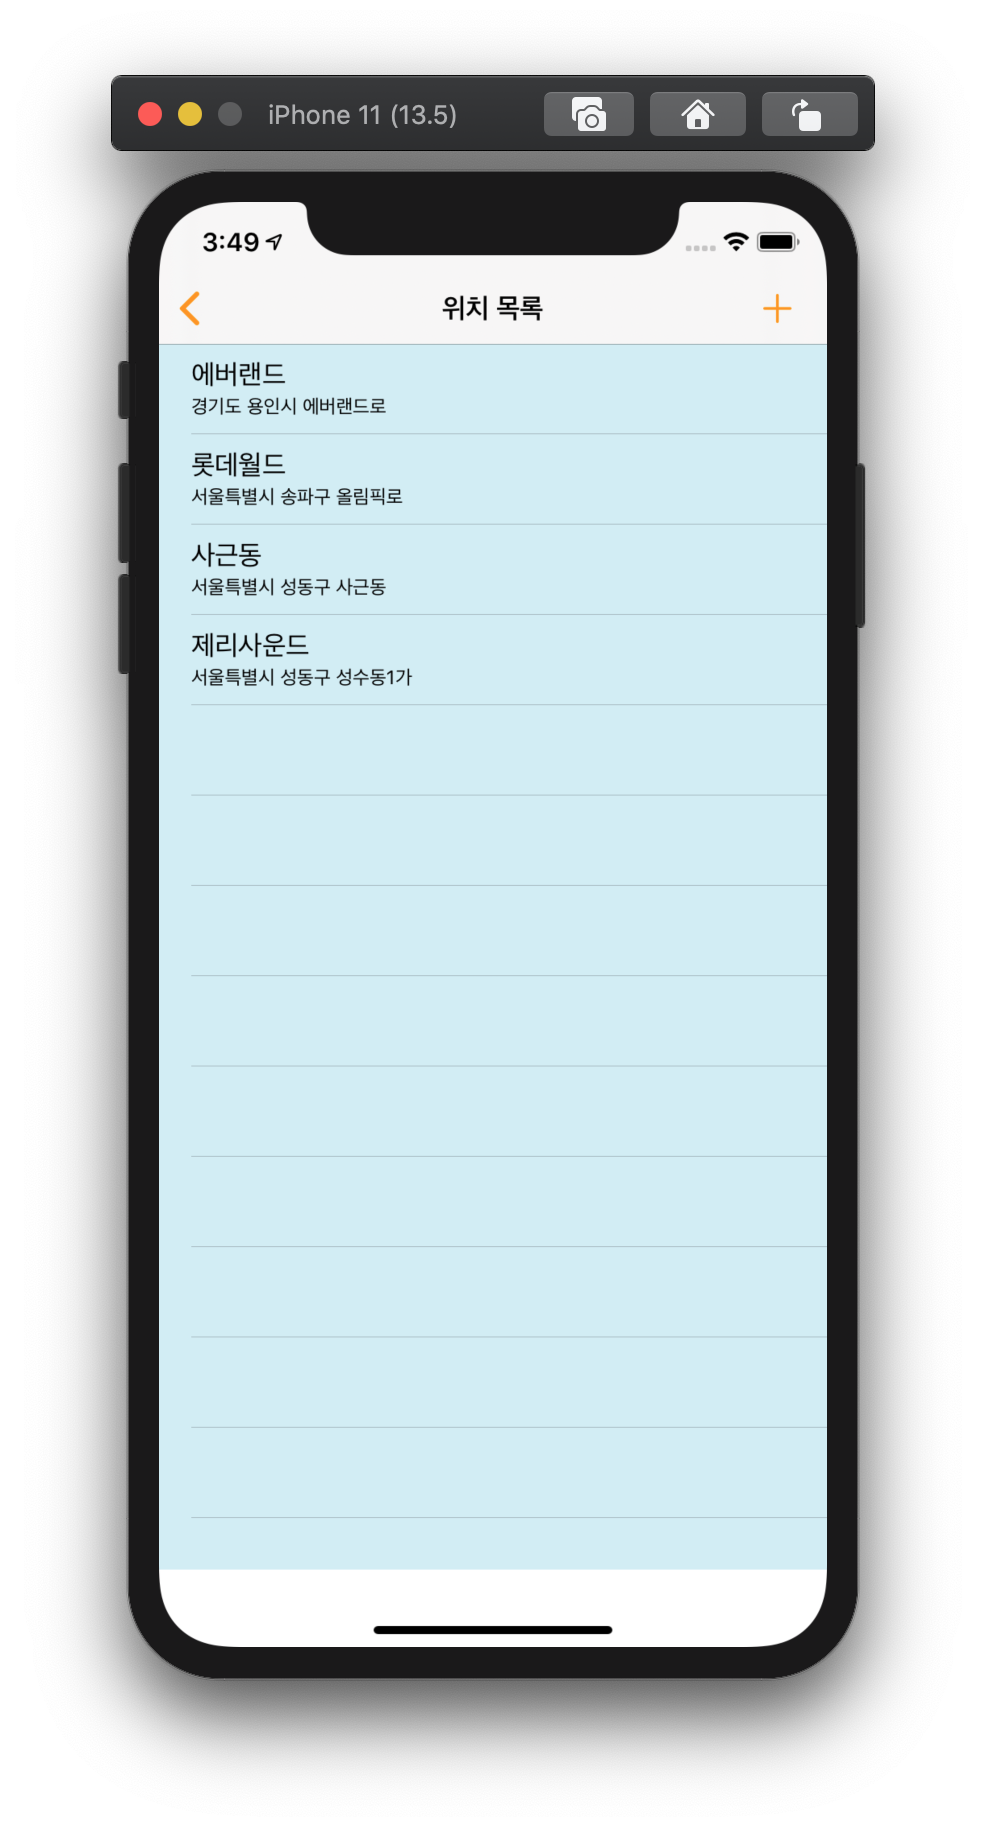 iPhone 11 (13.5)
3:49
위치 목록
에버랜드
경기도 용인시 에버랜드로
롯데월드
서울특별시 송파구 올림픽로
사근동
서울특별시 성동구 사근동
제리사운드
서울특별시 성동구 성수동1가